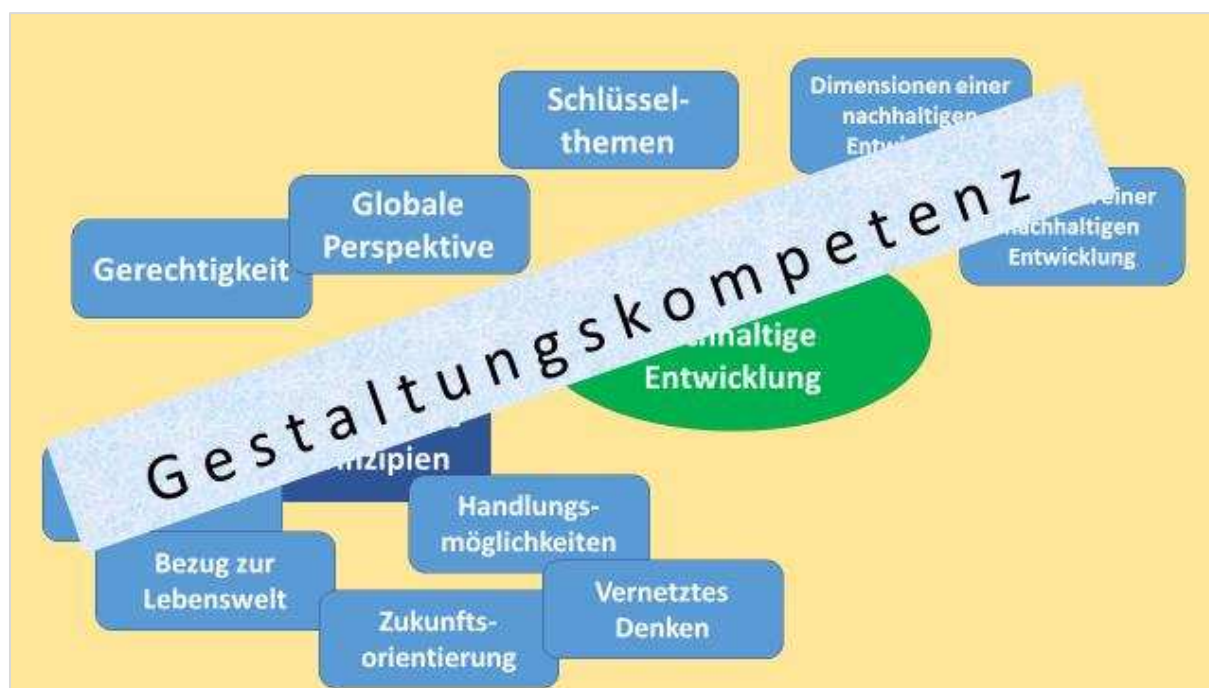 Schlüssel-
themen
Dimensionen einer
nachhaltigen
Globale
Perspektive
Gerechtigkeit
einer
nachhaltigen
Entwicklung
Gestaltungskompetenz
Entwicklung
Handlungs-
möglichkeiten
Bezug zur
Lebenswelt
Vernetztes
Denken
Zukunfts-
orientierung